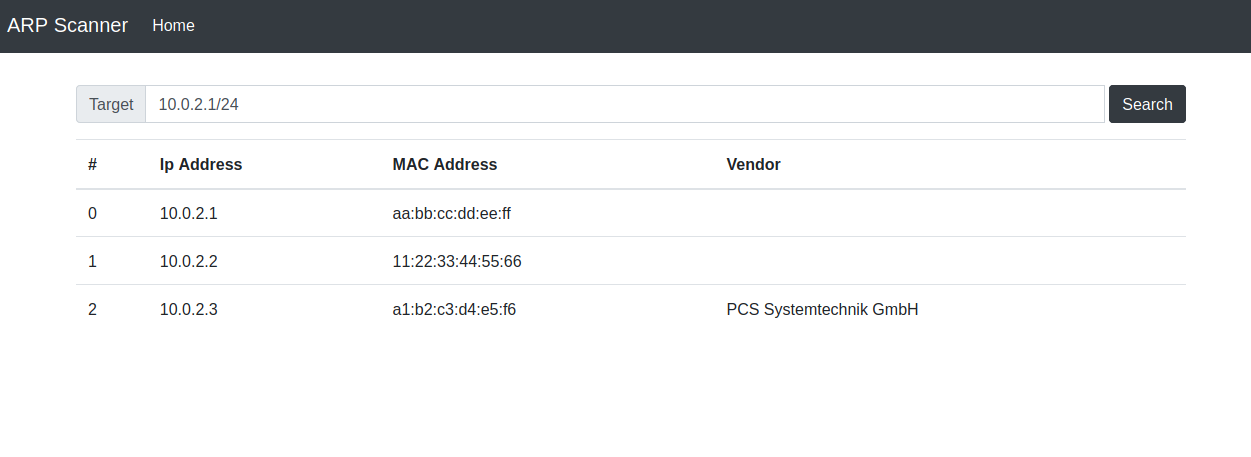 ARP Scanner Home
Target 10.0.2.1/24 Search
# Ip Address MAC Address Vendor
0 10.0.2.1 aa:bb:cc:dd:ee:ff
1 10.0.2.2 11:22:33:44:55:66
2 10.0.2.3 a1:b2:c3:d4:e5:f6 PCS Systemtechnik GmbH